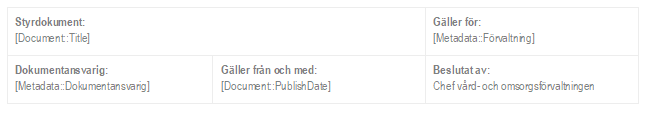 Styrdokument:
[Document::Title]
Gäller för:
[Metadata::Förvaltning]
Dokumentansvarig:
[Metadata::Dokumentansvarig]
Gäller från och med:
[Document::PublishDate]
Beslutat av:
Chef vård- och omsorgsförvaltningen